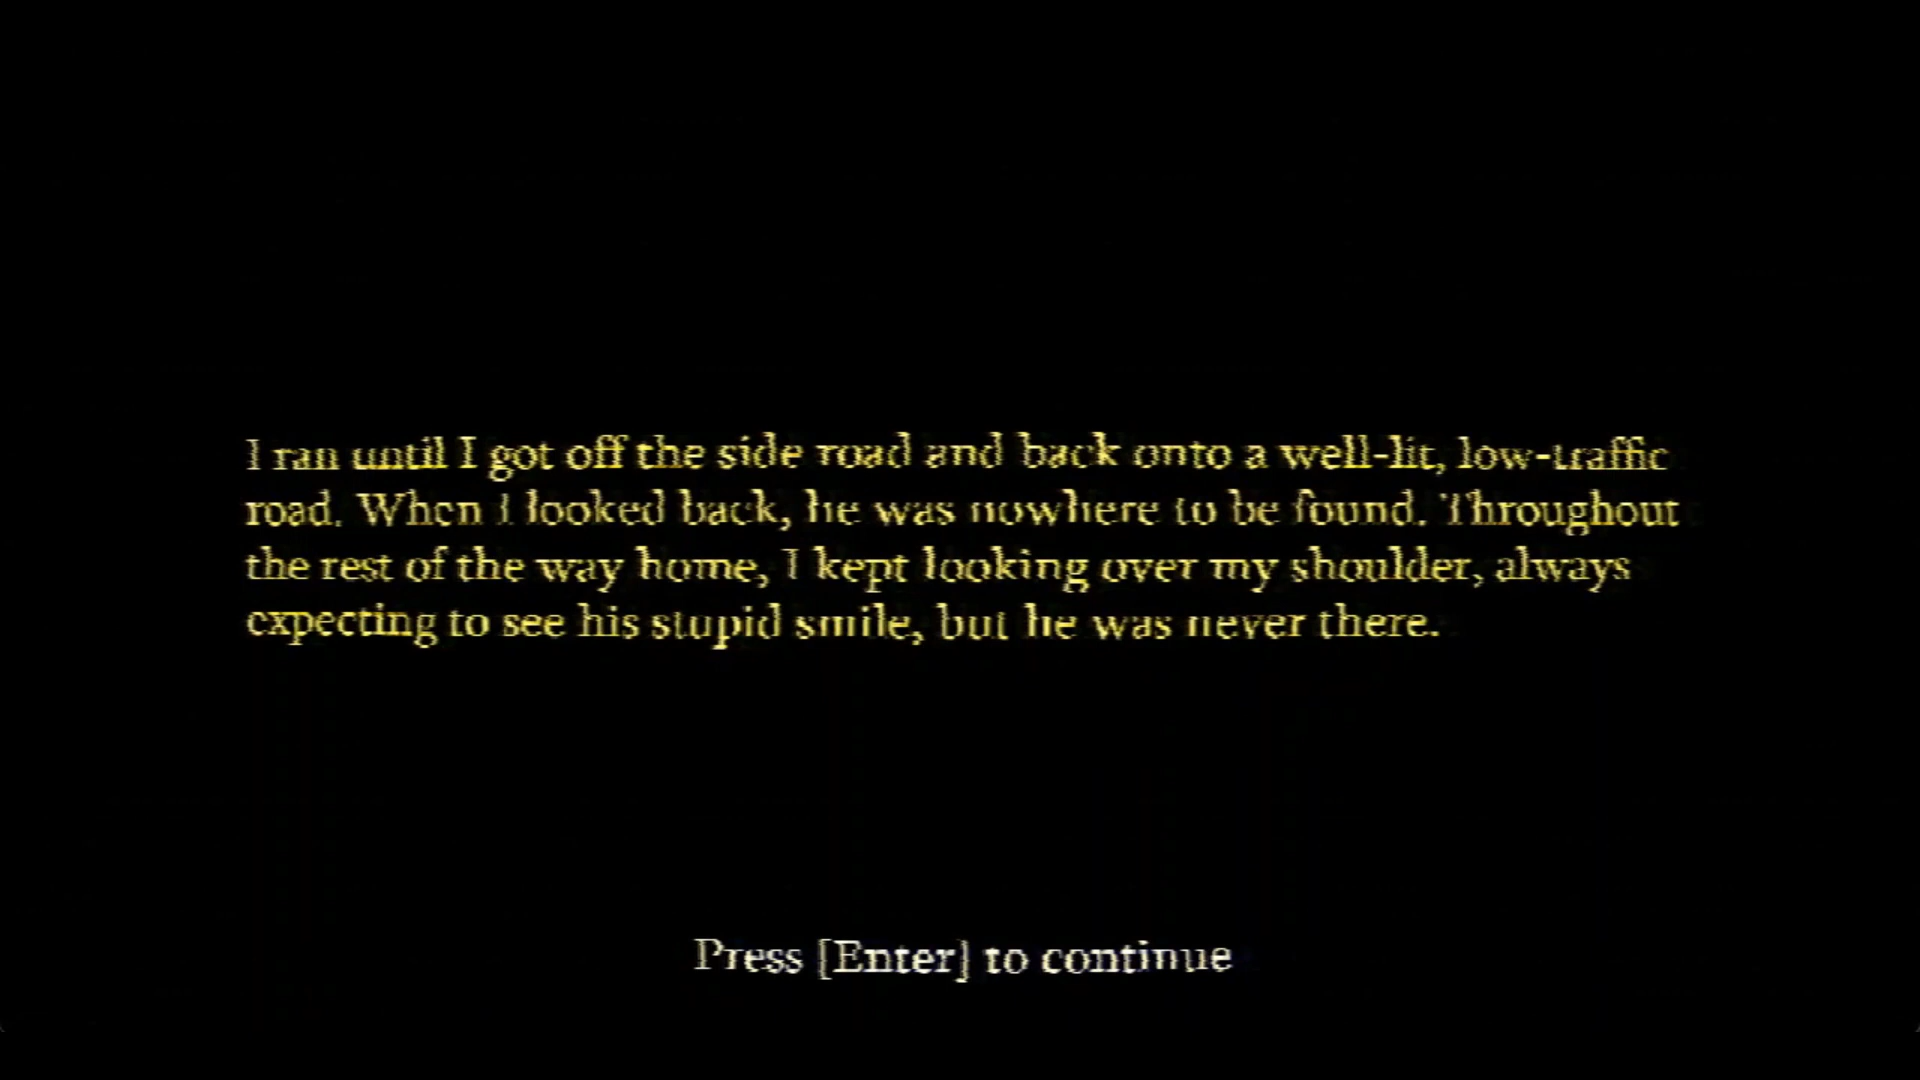 I ran until I got off the side road and back onto a well-lit, low-traffic
road. When I looked back, he was nowhere to be found. Throughout
the rest of the way home, I kept looking over my shoulder, always
expecting to see his stupid smile, but he was never there.
Press [Enter] to continue